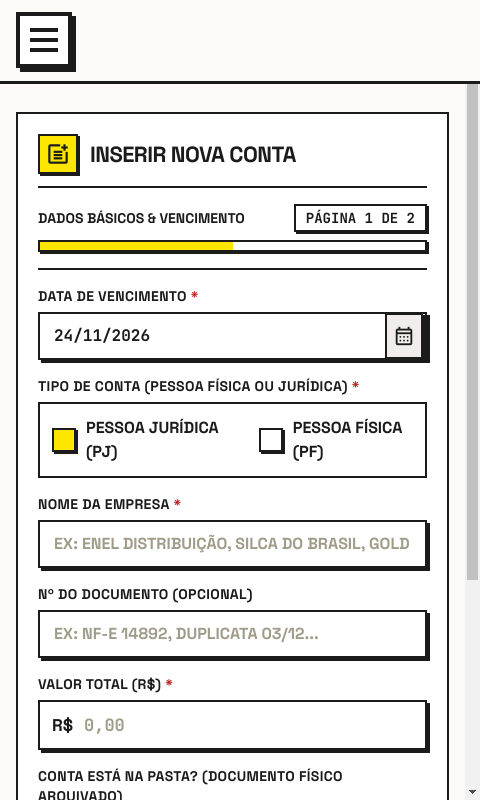 INSERIR NOVA CONTA
DADOS BÁSICOS & VENCIMENTO
PÁGINA 1 DE 2
DATA DE VENCIMENTO *
24/11/2026
TIPO DE CONTA (PESSOA FÍSICA OU JURÍDICA) *
PESSOA JURÍDICA
(PJ)
PESSOA FÍSICA
(PF)
NOME DA EMPRESA *
EX: ENEL DISTRIBUIÇÃO, SILCA DO BRASIL, GOLD
Nº DO DOCUMENTO (OPCIONAL)
EX: NF-E 14892, DUPLICATA 03/12...
VALOR TOTAL (R$) *
R$ 0,00
CONTA ESTÁ NA PASTA? (DOCUMENTO FÍSICO
ARQUIVADO)